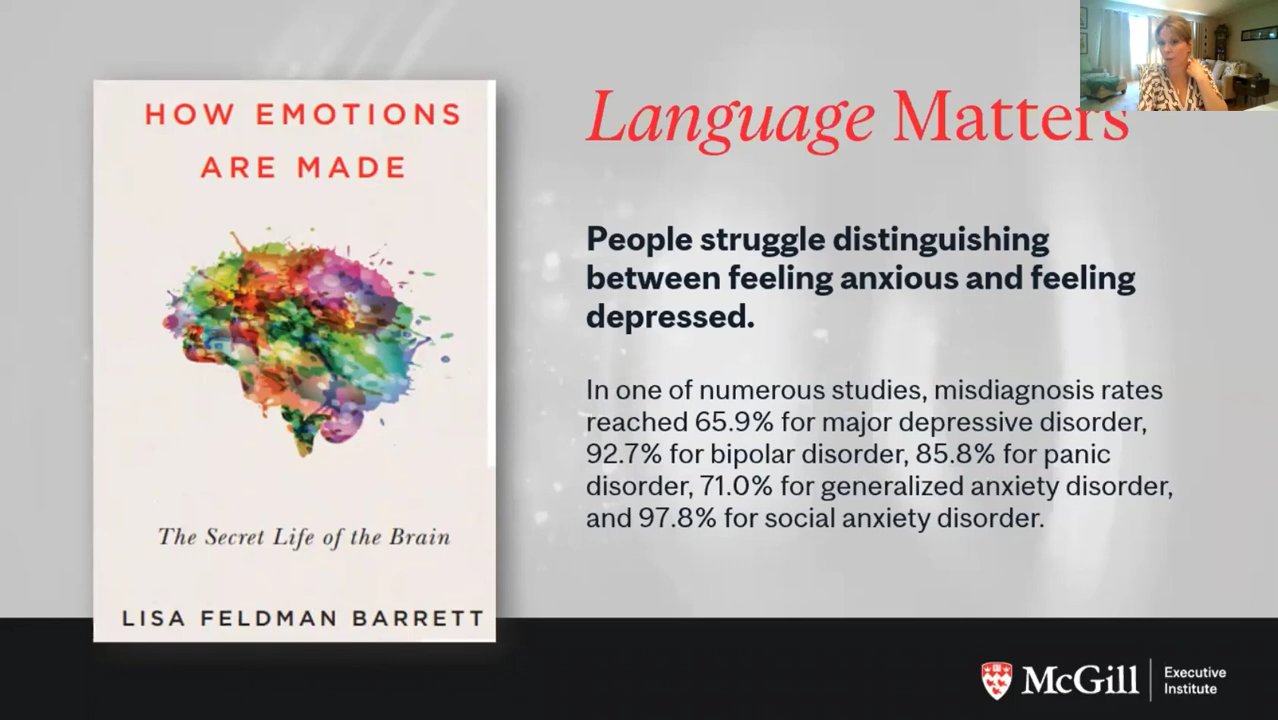 HOW EMOTIONS
ARE MADE
The Secret Life of the Brain
LISA FELDMAN BARRETT
Language Matters
People struggle distinguishing
between feeling anxious and feeling
depressed.
In one of numerous studies, misdiagnosis rates
reached 65.9% for major depressive disorder,
92.7% for bipolar disorder, 85.8% for panic
disorder, 71.0% for generalized anxiety disorder,
and 97.8% for social anxiety disorder.
McGill
Executive
Institute